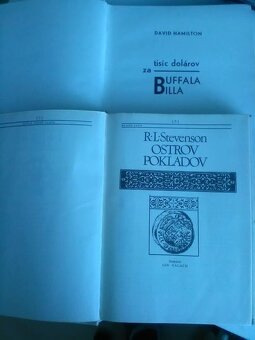 DAVID HAMILTON
tisíc dolárov
za BUFFALA
BILLA
R.L.Stevenson
OSTROV
POKLADOV